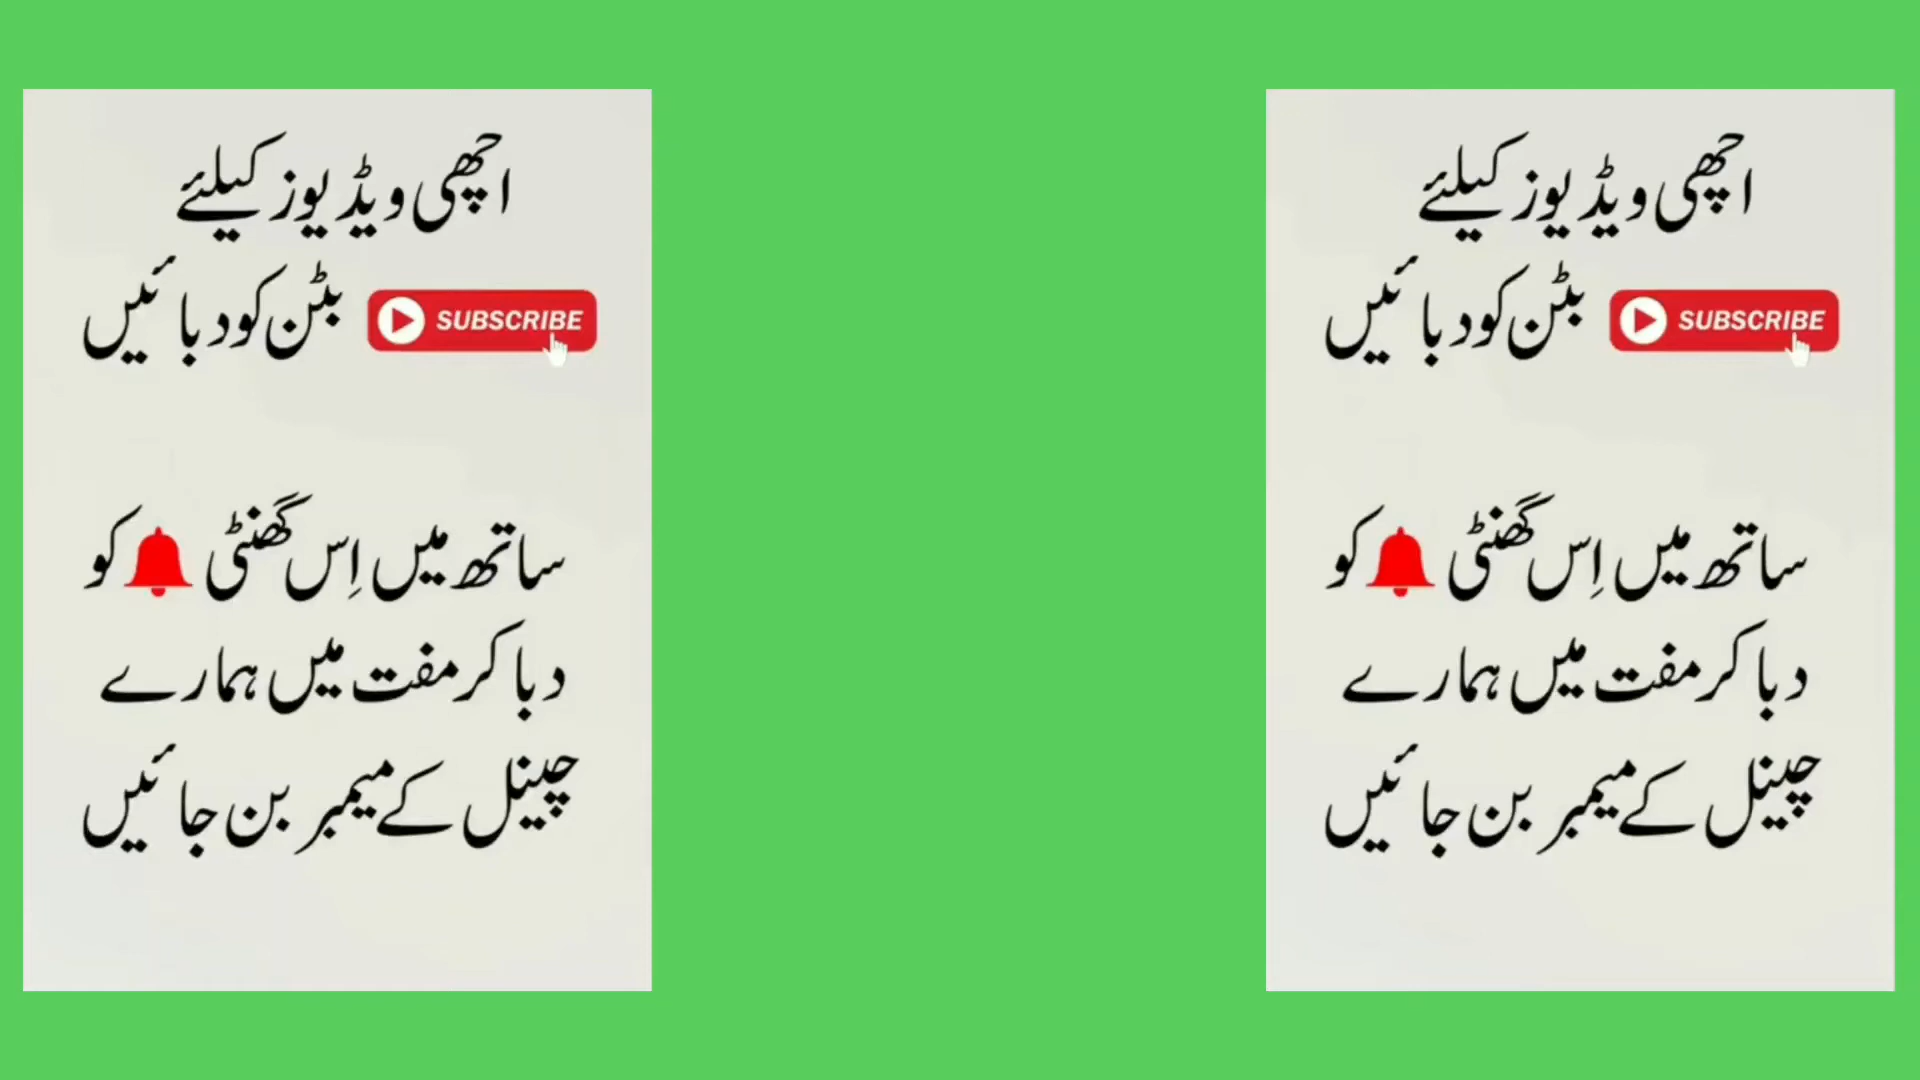 اچھی ویڈیوز کیلئے
SUBSCRIBE بٹن کو دبائیں
ساتھ میں اِس گھنٹی کو
دبا کر مفت میں ہمارے
چینل کے میمبر بن جائیں
اچھی ویڈیوز کیلئے
SUBSCRIBE بٹن کو دبائیں
ساتھ میں اِس گھنٹی کو
دبا کر مفت میں ہمارے
چینل کے میمبر بن جائیں